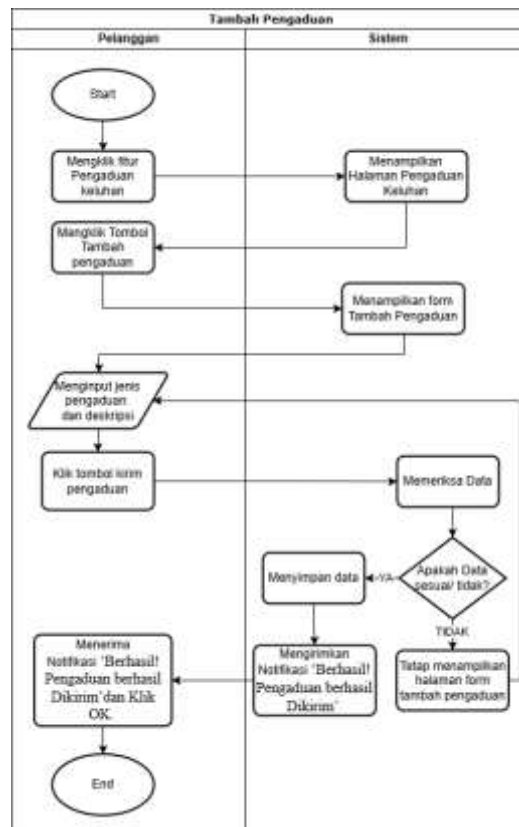 Tambah Pengaduan
Pelanggan
Sistem
Start
Mengklik fitur
Pengaduan
keluhan
Menampilkan
Halaman Pengaduan
Keluhan
Mengklik Tombol
Tambah
pengaduan
Menampilkan form
Tambah Pengaduan
Menginput jenis
pengaduan
dan deskripsi
Klik tombol kirim
pengaduan
Memeriksa Data
Apakah Data
sesuai/ tidak?
YA
Menyimpan data
TIDAK
Tetap menampilkan
halaman form
tambah pengaduan
Mengirimkan
Notifikasi 'Berhasil!
Pengaduan berhasil
Dikirim'
Menerima
Notifikasi 'Berhasil!
Pengaduan berhasil
Dikirim' dan Klik
OK.
End